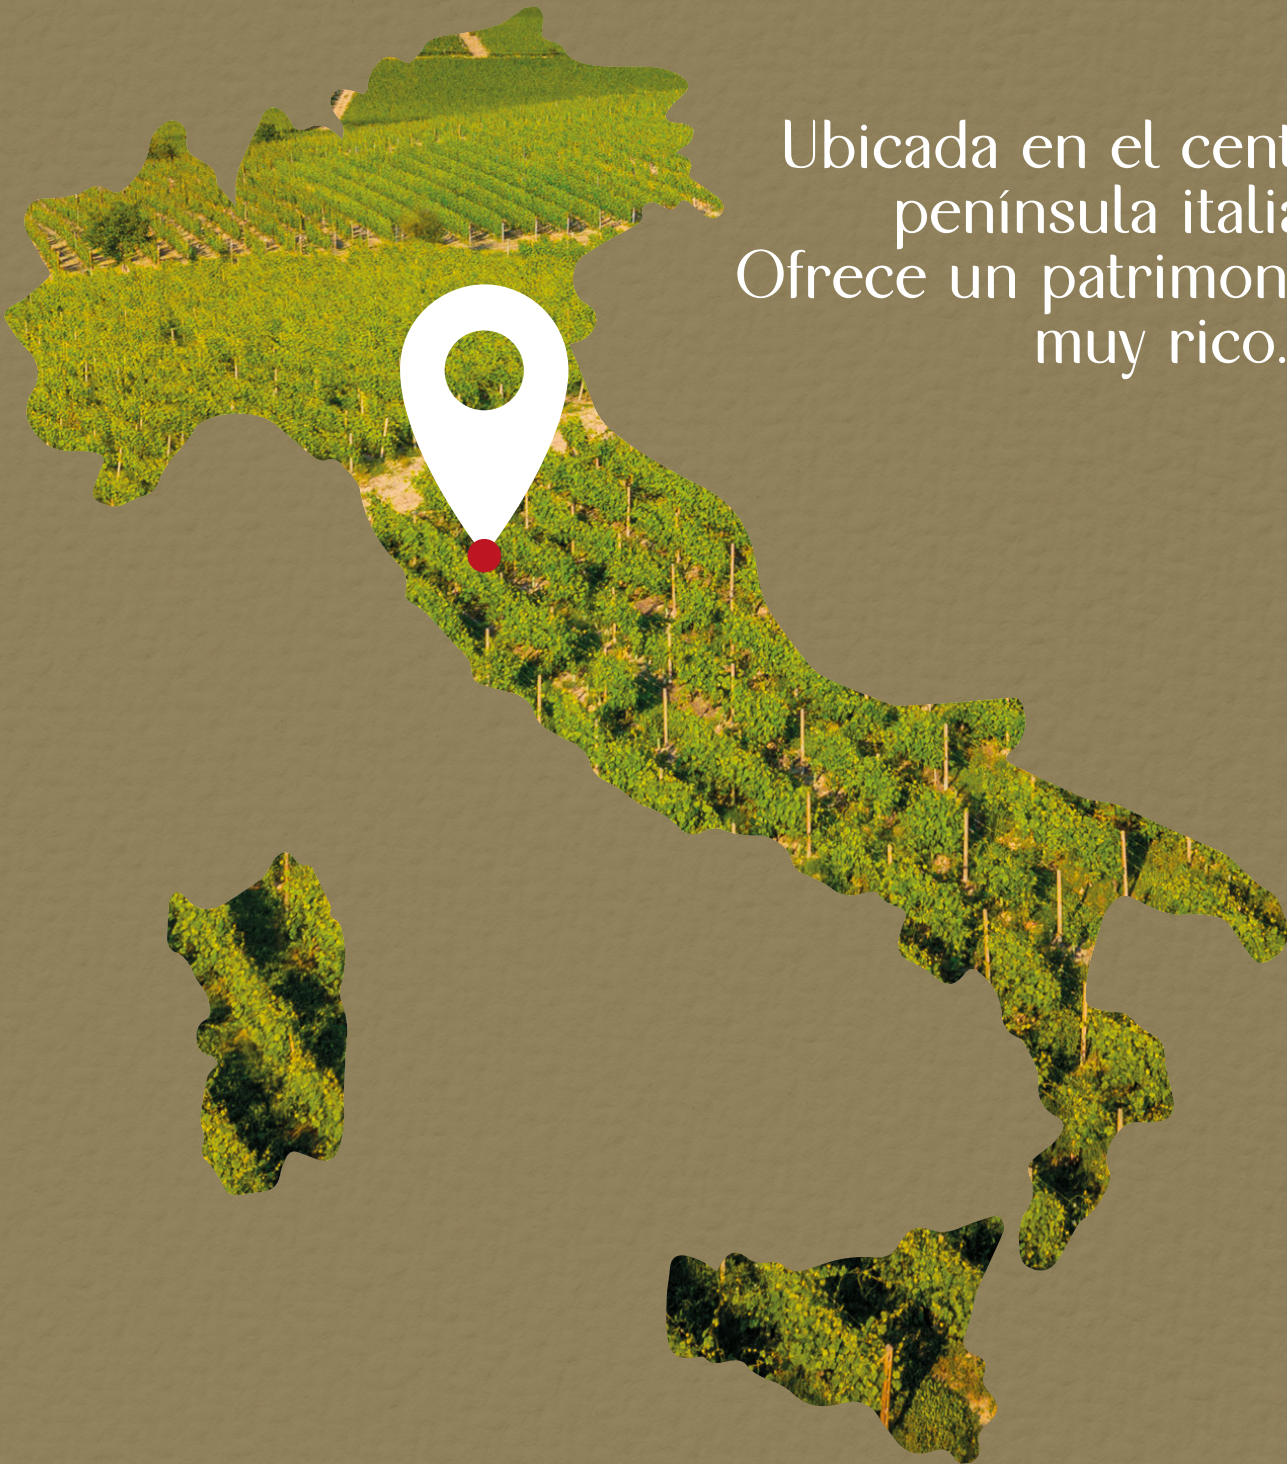 Ubicada en el cent
península itali
Ofrece un patrimon
muy rico.